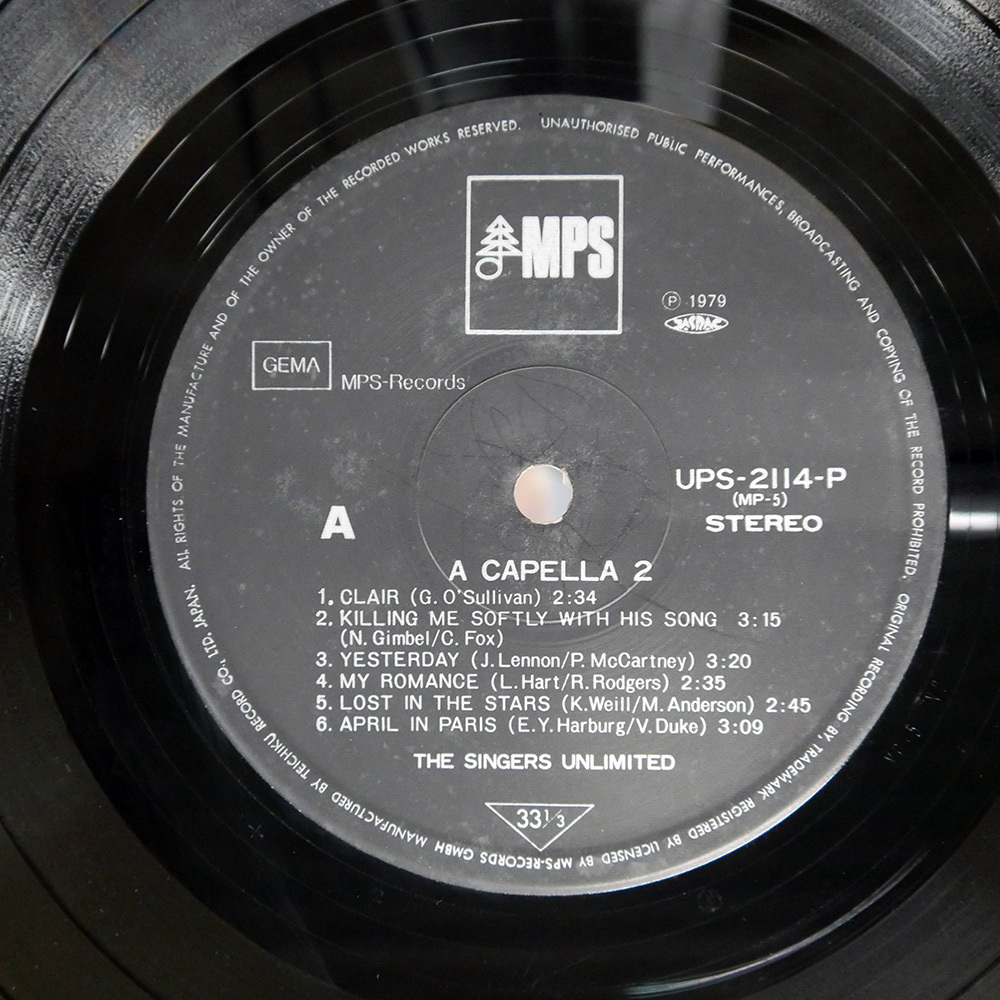 ALL RIGHTS OF THE MANUFACTURE AND OF THE OWNER OF THE RECORDED WORKS RESERVED. UNAUTHORISED PUBLIC PERFORMANCES, BROADCASTING AND COPYING OF THE RECORD PROHIBITED. ORIGINAL RECORDING BY, TRADEMARK REGISTERED BY, LICENSED BY MPS-RECORDS GMBH MANUFACTURED BY TEICHIKU RECORD CO., LTD. JAPAN.
MPS
℗ 1979
JASRAC
GEMA
MPS-Records
UPS-2114-P
(MP-5)
A
STEREO
A CAPELLA 2
1. CLAIR (G. O'Sullivan) 2:34
2. KILLING ME SOFTLY WITH HIS SONG 3:15
(N. Gimbel/C. Fox)
3. YESTERDAY (J. Lennon/P. McCartney) 3:20
4. MY ROMANCE (L. Hart/R. Rodgers) 2:35
5. LOST IN THE STARS (K. Weill/M. Anderson) 2:45
6. APRIL IN PARIS (E. Y. Harburg/V. Duke) 3:09
THE SINGERS UNLIMITED
33 1/3